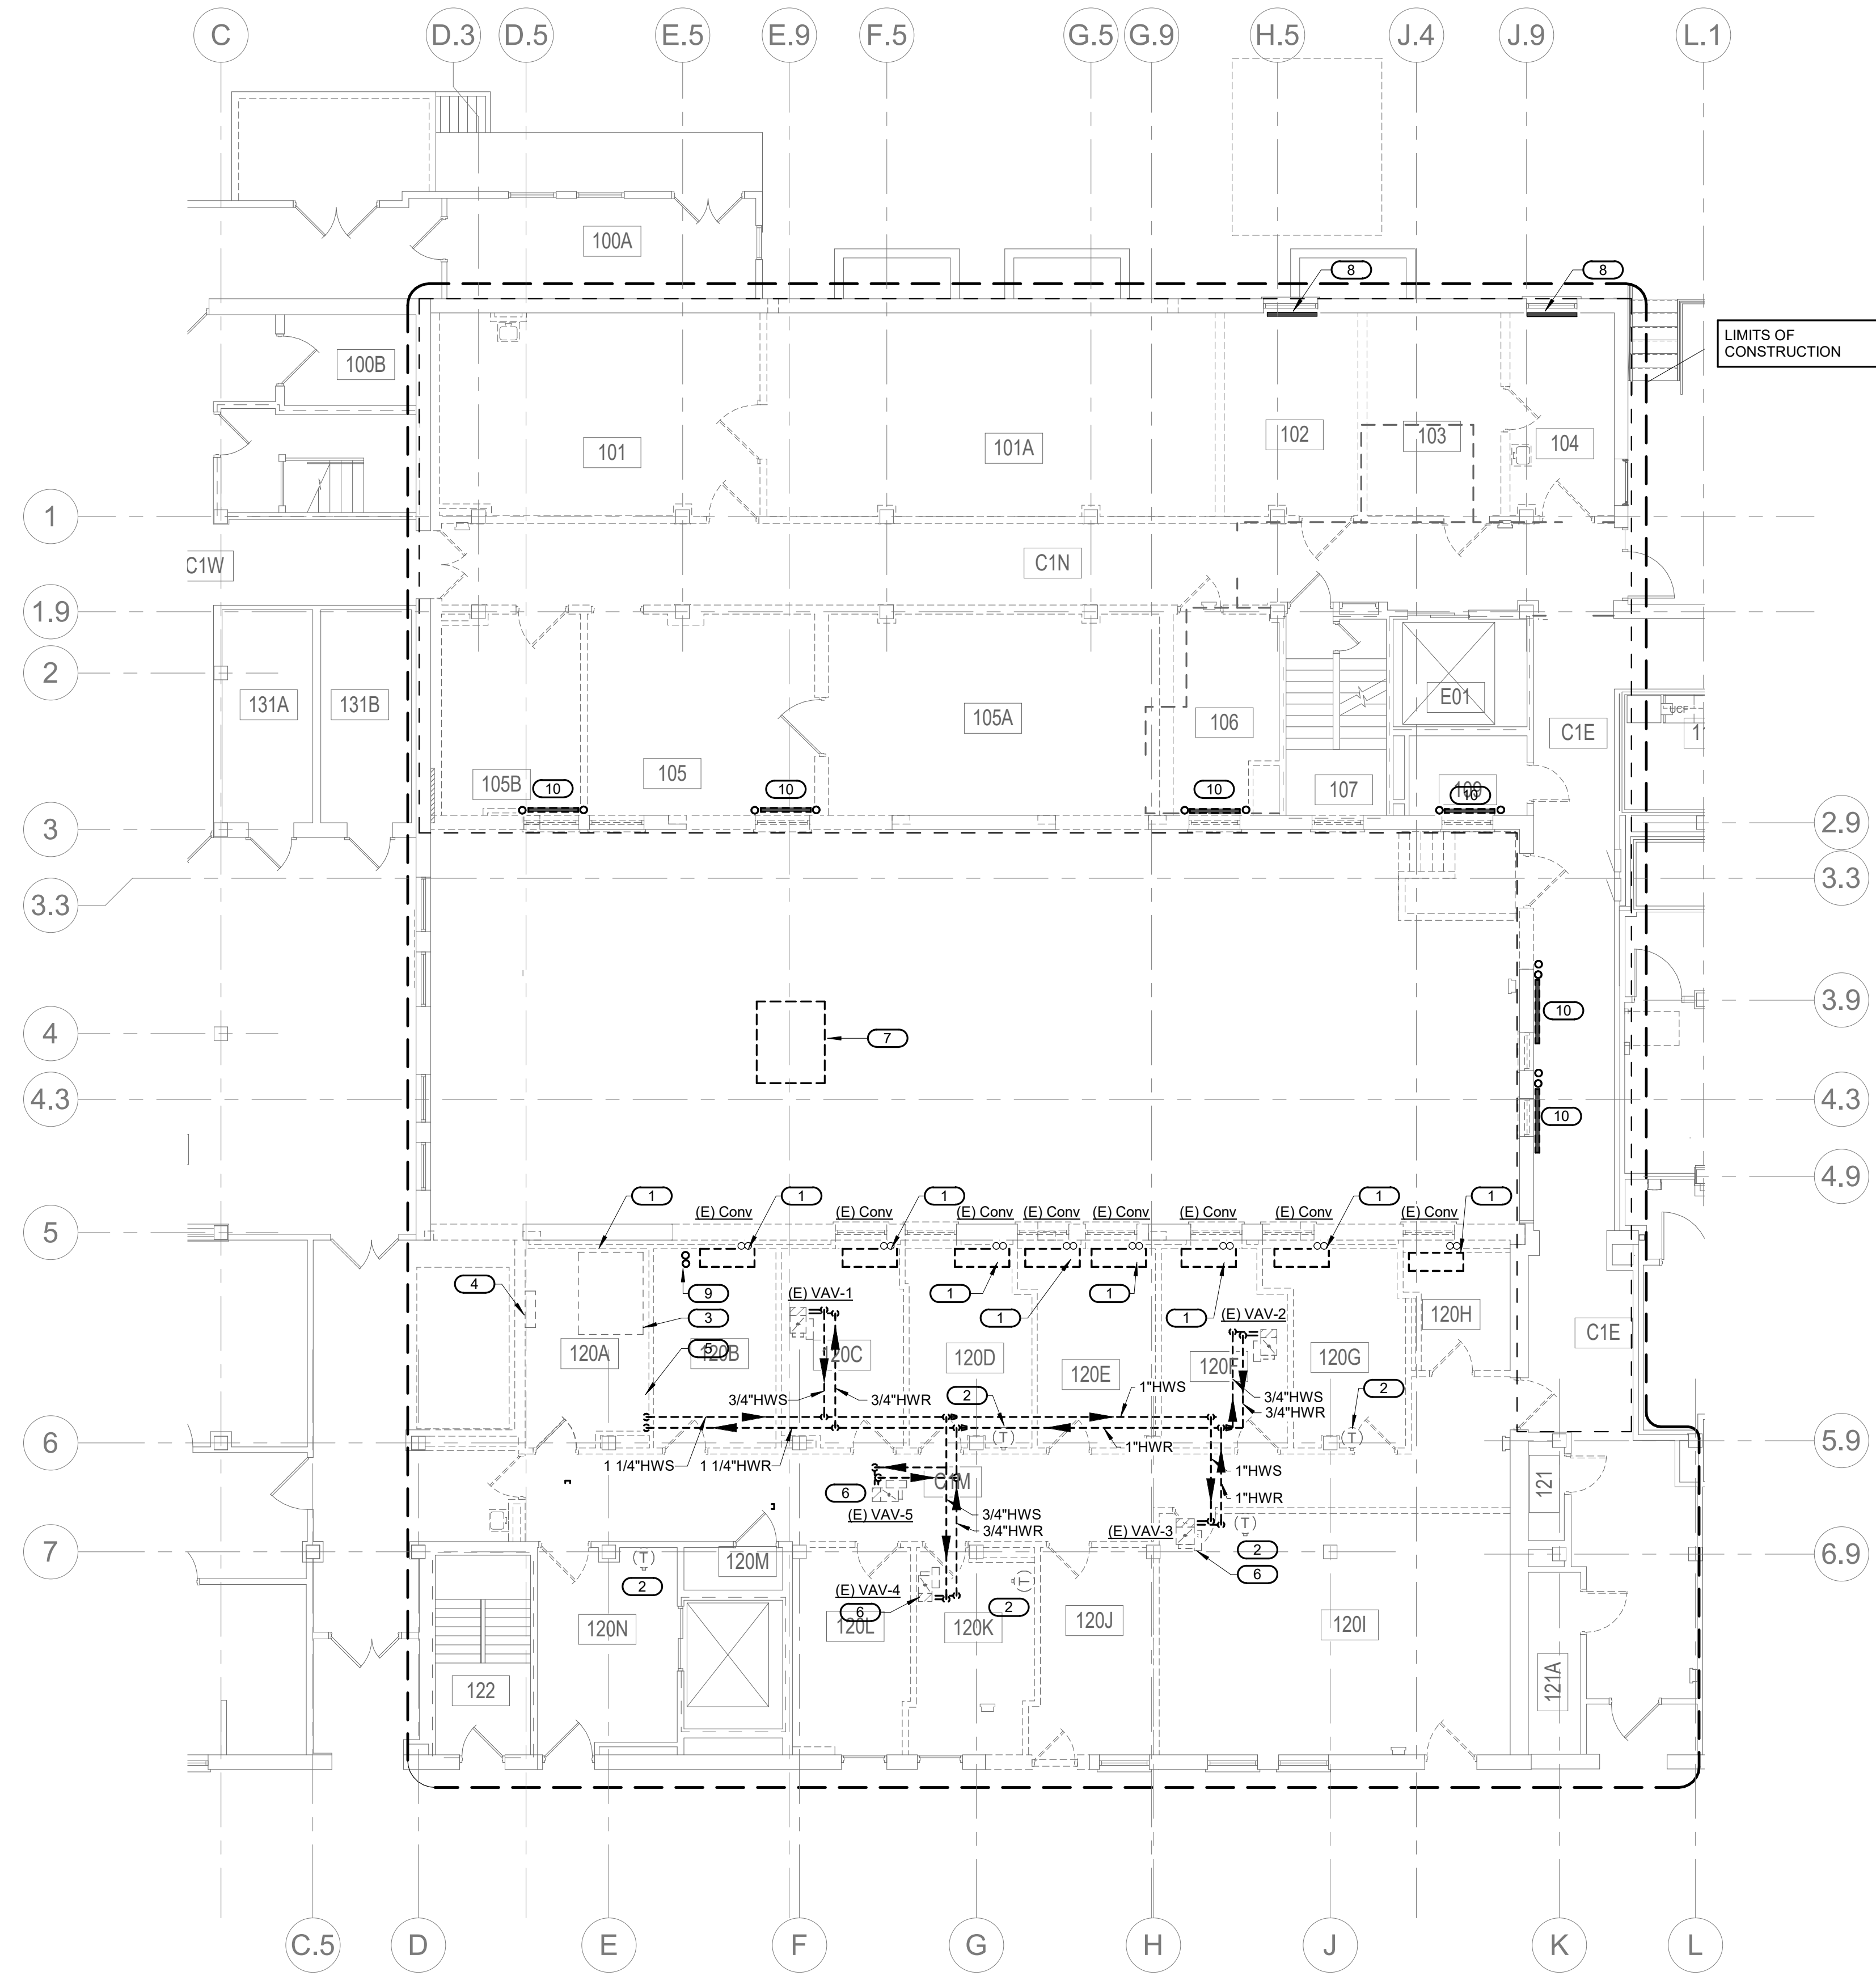 C
D.3
D.5
E.5
E.9
F.5
G.5
G.9
H.5
J.4
J.9
L.1
100A
8
8
LIMITS OF
CONSTRUCTION
100B
101
101A
102
103
104
1
C1W
C1N
1.9
2
131A
131B
105B
105
105A
106
107
E01
109
C1E
UCF
11
10
10
10
10
3
2.9
3.3
3.3
4
7
10
3.9
4.3
10
4.3
4.9
5
1
1
1
1
1
(E) Conv
(E) Conv
(E) Conv
(E) Conv
(E) Conv
(E) Conv
(E) Conv
(E) Conv
4
9
3
5
1
1
1
1
(E) VAV-1
(E) VAV-2
120A
120B
120C
120D
120E
120F
120G
120H
C1E
2
2
3/4"HWS
3/4"HWR
1"HWS
3/4"HWS
3/4"HWR
6
(T)
(T)
5.9
1 1/4"HWS
1 1/4"HWR
1"HWR
1"HWS
1"HWR
6
C1M
(E) VAV-5
3/4"HWS
3/4"HWR
(E) VAV-3
(T)
121
7
(T)
2
120M
2
6
6.9
(E) VAV-4
6
(T)
2
120N
120L
120K
120J
120I
122
121A
C.5
D
E
F
G
H
J
K
L